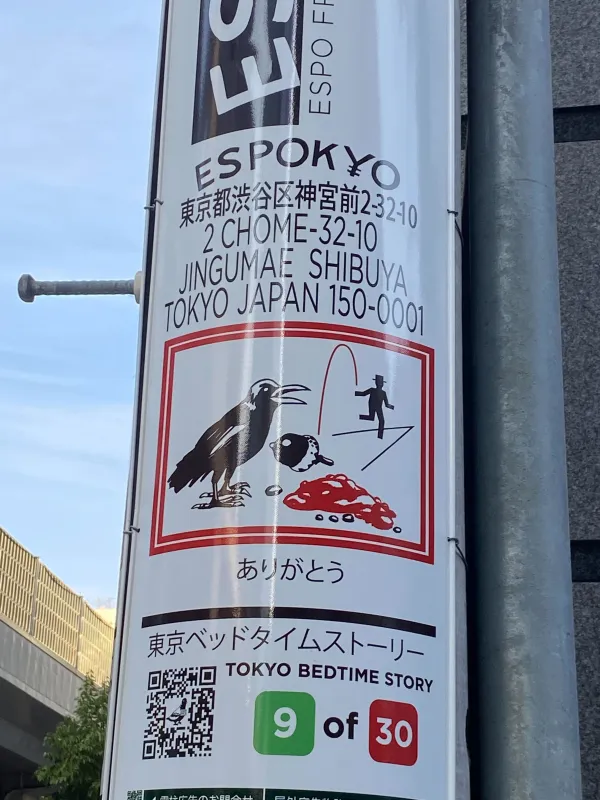 ES
ESPO FR
ESPOK¥O
東京都渋谷区神宮前2-32-10
2 CHOME-32-10
JINGUMAE SHIBUYA
TOKYO JAPAN 150-0001
ありがとう
東京ベッドタイムストーリー
TOKYO BEDTIME STORY
9 of 30